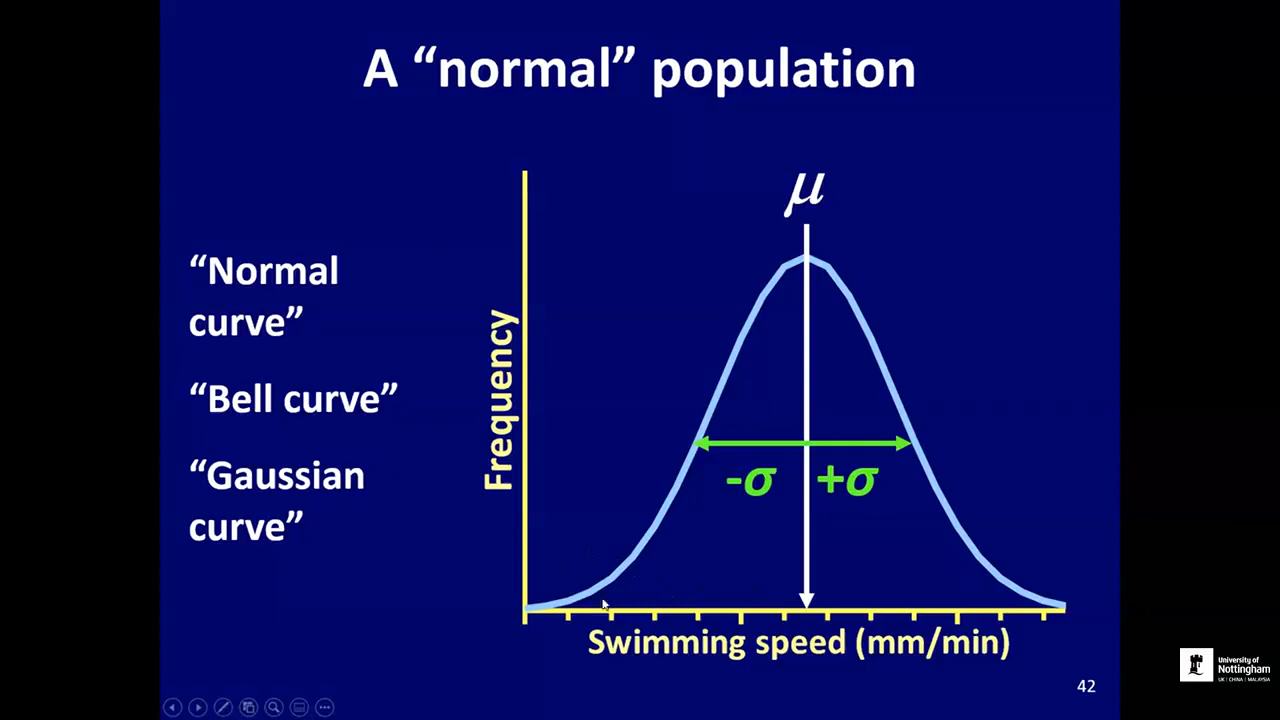 A “normal” population
μ
“Normal
curve”
“Bell curve”
“Gaussian
curve”
Frequency
-σ +σ
Swimming speed (mm/min)
42
University of
Nottingham
UK | CHINA | MALAYSIA